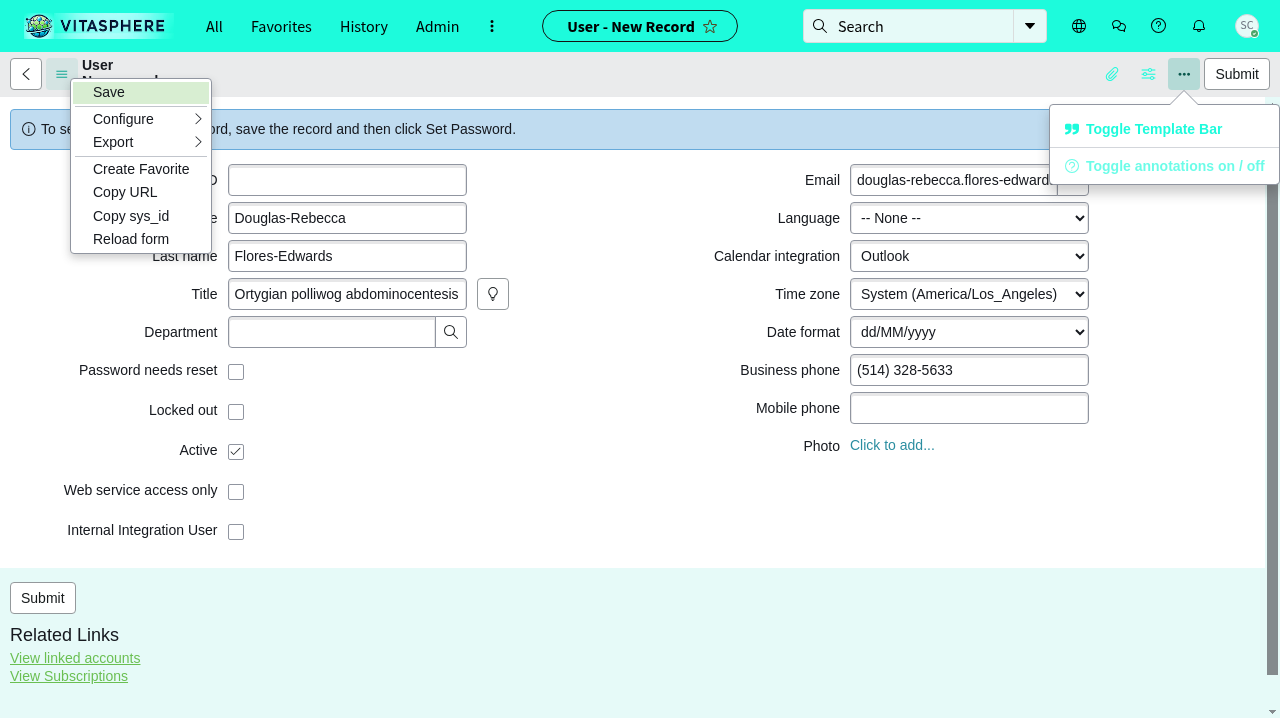 VITASPHERE
All
Favorites
History
Admin
User - New Record
Search
SC
User
Submit
Save
Configure
Export
Create Favorite
Copy URL
Copy sys_id
Reload form
To se
rd, save the record and then click Set Password.
Toggle Template Bar
Toggle annotations on / off
D
e
Douglas-Rebecca
Last name
Flores-Edwards
Title
Ortygian polliwog abdominocentesis
Department
Password needs reset
Locked out
Active
Web service access only
Internal Integration User
Email
douglas-rebecca.flores-edward
Language
-- None --
Calendar integration
Outlook
Time zone
System (America/Los_Angeles)
Date format
dd/MM/yyyy
Business phone
(514) 328-5633
Mobile phone
Photo
Click to add...
Submit
Related Links
View linked accounts
View Subscriptions